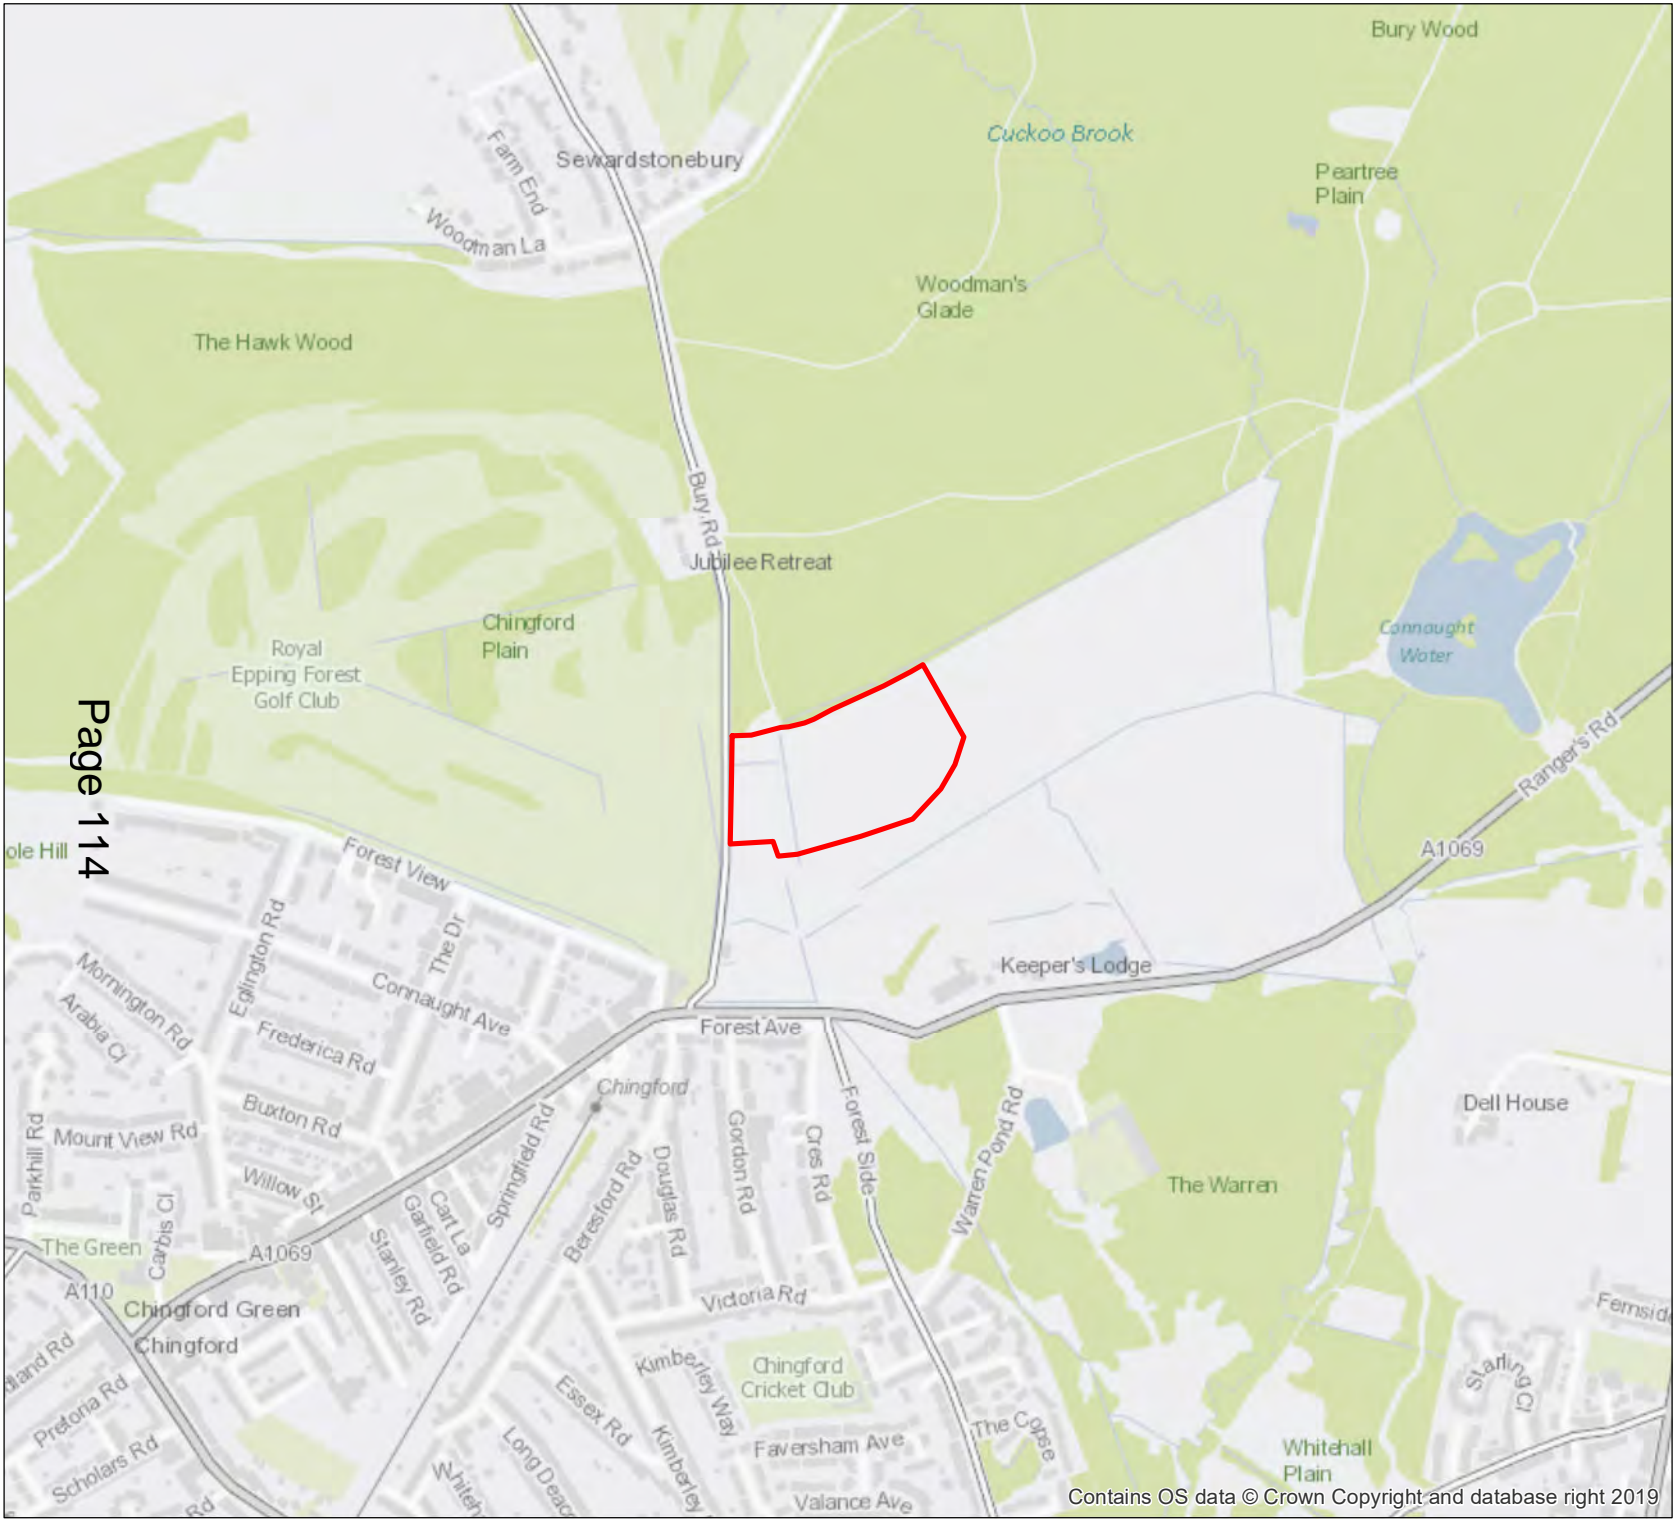 Bury Wood
Cuckoo Brook
Sewardstonebury
Farm End
Peartree
Plain
Woodman La
Woodman's
Glade
The Hawk Wood
Bury Rd
Jubilee Retreat
Chingford
Plain
Royal
Epping Forest
Golf Club
Connaught
Water
Page 114
Ranger's Rd
A1069
ole Hill
Forest View
The Dr
Eglington Rd
Mornington Rd
Arabia Cl
Connaught Ave
Frederica Rd
Keeper's Lodge
Forest Ave
Chingford
Buxton Rd
Mount View Rd
Parkhill Rd
Willow St
Carbis Cl
The Green
A1069
A110
Chingford Green
Chingford
Springfield Rd
Cart La
Garfield Rd
Stanley Rd
Beresford Rd
Douglas Rd
Gordon Rd
Cres Rd
Forest Side
Warren Pond Rd
Dell House
The Warren
Victoria Rd
Fernside
dland Rd
Pretoria Rd
Scholars Rd
Rd
Kimberley Way
Chingford
Cricket Club
Essex Rd
Long Deaco
Whiteh
Kimberley
Faversham Ave
Valance Ave
The Copse
Starling Cl
Whitehall
Plain
Contains OS data © Crown Copyright and database right 2019